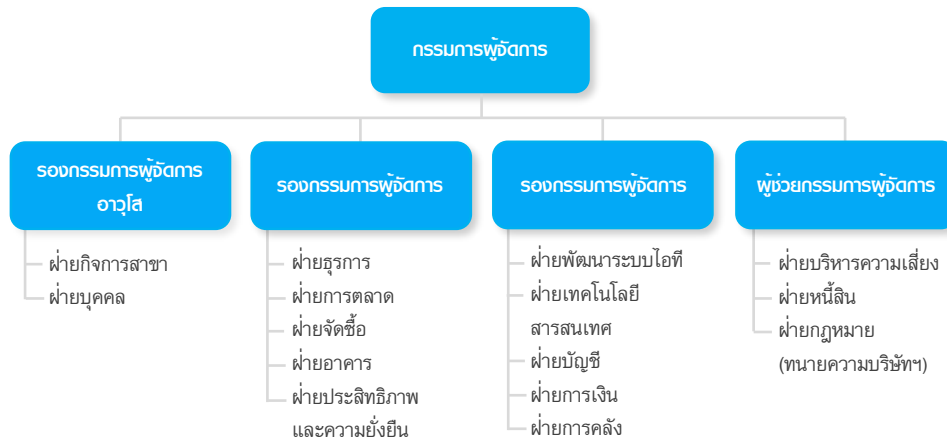 กรรมการผู้จัดการ
รองกรรมการผู้จัดการ
อาวุโส
ฝ่ายกิจการสาขา
ฝ่ายบุคคล
รองกรรมการผู้จัดการ
ฝ่ายธุรการ
ฝ่ายการตลาด
ฝ่ายจัดซื้อ
ฝ่ายอาคาร
ฝ่ายประสิทธิภาพ
และความยั่งยืน
รองกรรมการผู้จัดการ
ฝ่ายพัฒนาระบบไอที
ฝ่ายเทคโนโลยี
สารสนเทศ
ฝ่ายบัญชี
ฝ่ายการเงิน
ฝ่ายการคลัง
ผู้ช่วยกรรมการผู้จัดการ
ฝ่ายบริหารความเสี่ยง
ฝ่ายหนี้สิน
ฝ่ายกฎหมาย
(ทนายความบริษัทฯ)